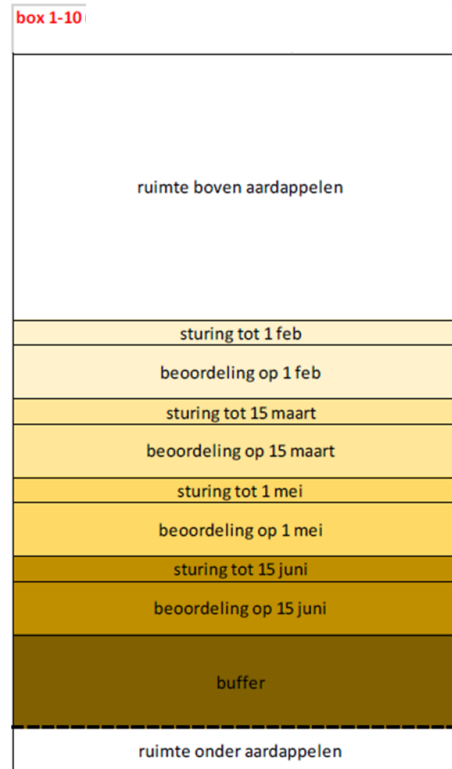 box 1-10
ruimte boven aardappelen
sturing tot 1 feb
beoordeling op 1 feb
sturing tot 15 maart
beoordeling op 15 maart
sturing tot 1 mei
beoordeling op 1 mei
sturing tot 15 juni
beoordeling op 15 juni
buffer
ruimte onder aardappelen